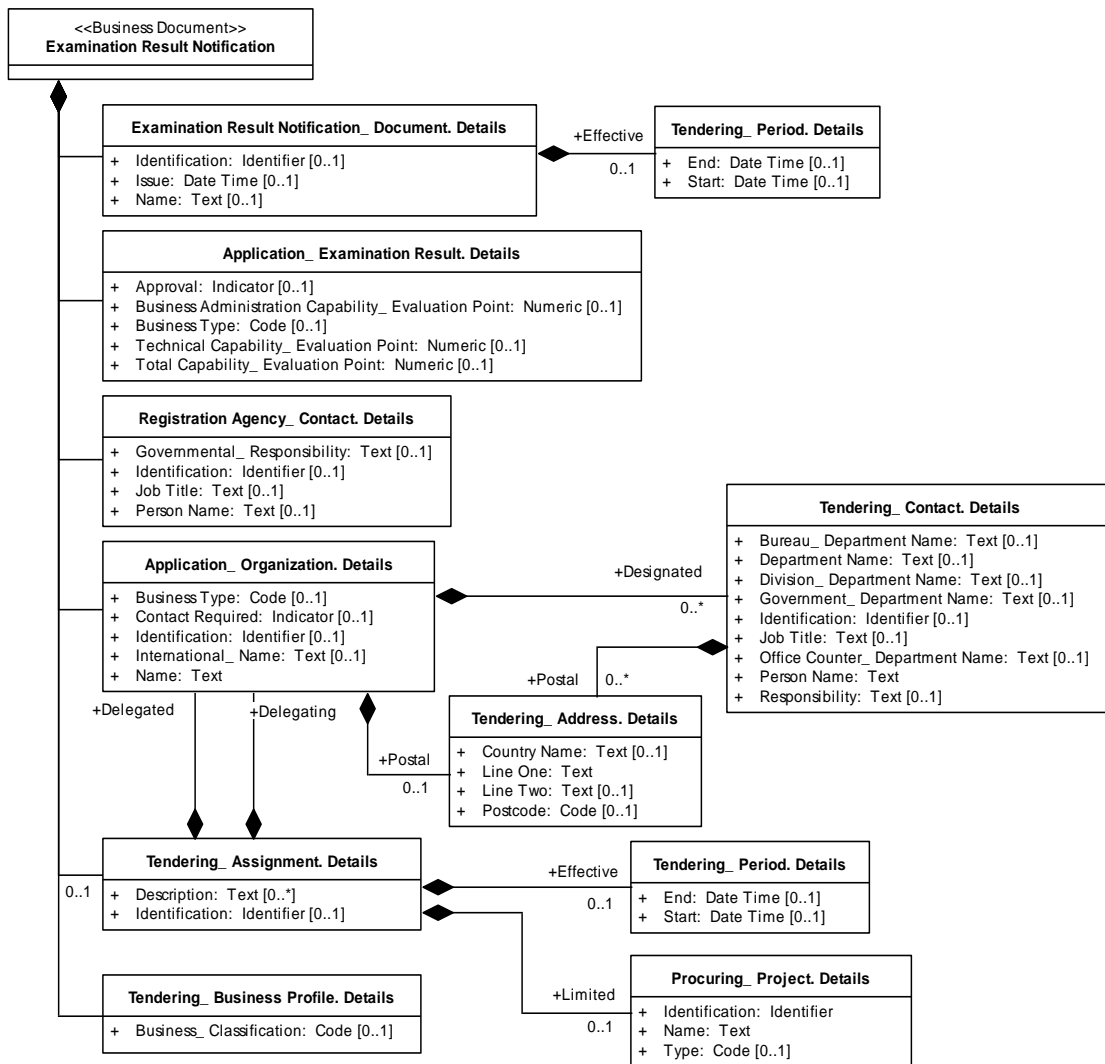 <<Business Document>>
Examination Result Notification
Examination Result Notification_ Document. Details
+ Identification: Identifier [0..1]
+ Issue: Date Time [0..1]
+ Name: Text [0..1]
+Effective
0..1
Tendering_ Period. Details
+ End: Date Time [0..1]
+ Start: Date Time [0..1]
Application_ Examination Result. Details
+ Approval: Indicator [0..1]
+ Business Administration Capability_ Evaluation Point: Numeric [0..1]
+ Business Type: Code [0..1]
+ Technical Capability_ Evaluation Point: Numeric [0..1]
+ Total Capability_ Evaluation Point: Numeric [0..1]
Registration Agency_ Contact. Details
+ Governmental_ Responsibility: Text [0..1]
+ Identification: Identifier [0..1]
+ Job Title: Text [0..1]
+ Person Name: Text [0..1]
Application_ Organization. Details
+ Business Type: Code [0..1]
+ Contact Required: Indicator [0..1]
+ Identification: Identifier [0..1]
+ International_ Name: Text [0..1]
+ Name: Text
+Designated
0..*
Tendering_ Contact. Details
+ Bureau_ Department Name: Text [0..1]
+ Department Name: Text [0..1]
+ Division_ Department Name: Text [0..1]
+ Government_ Department Name: Text [0..1]
+ Identification: Identifier [0..1]
+ Job Title: Text [0..1]
+ Office Counter_ Department Name: Text [0..1]
+ Person Name: Text
+ Responsibility: Text [0..1]
+Postal
0..*
+Delegated
+Delegating
+Postal
0..1
Tendering_ Address. Details
+ Country Name: Text [0..1]
+ Line One: Text
+ Line Two: Text [0..1]
+ Postcode: Code [0..1]
0..1
Tendering_ Assignment. Details
+ Description: Text [0..*]
+ Identification: Identifier [0..1]
+Effective
0..1
Tendering_ Period. Details
+ End: Date Time [0..1]
+ Start: Date Time [0..1]
+Limited
0..1
Procuring_ Project. Details
+ Identification: Identifier
+ Name: Text
+ Type: Code [0..1]
Tendering_ Business Profile. Details
+ Business_ Classification: Code [0..1]